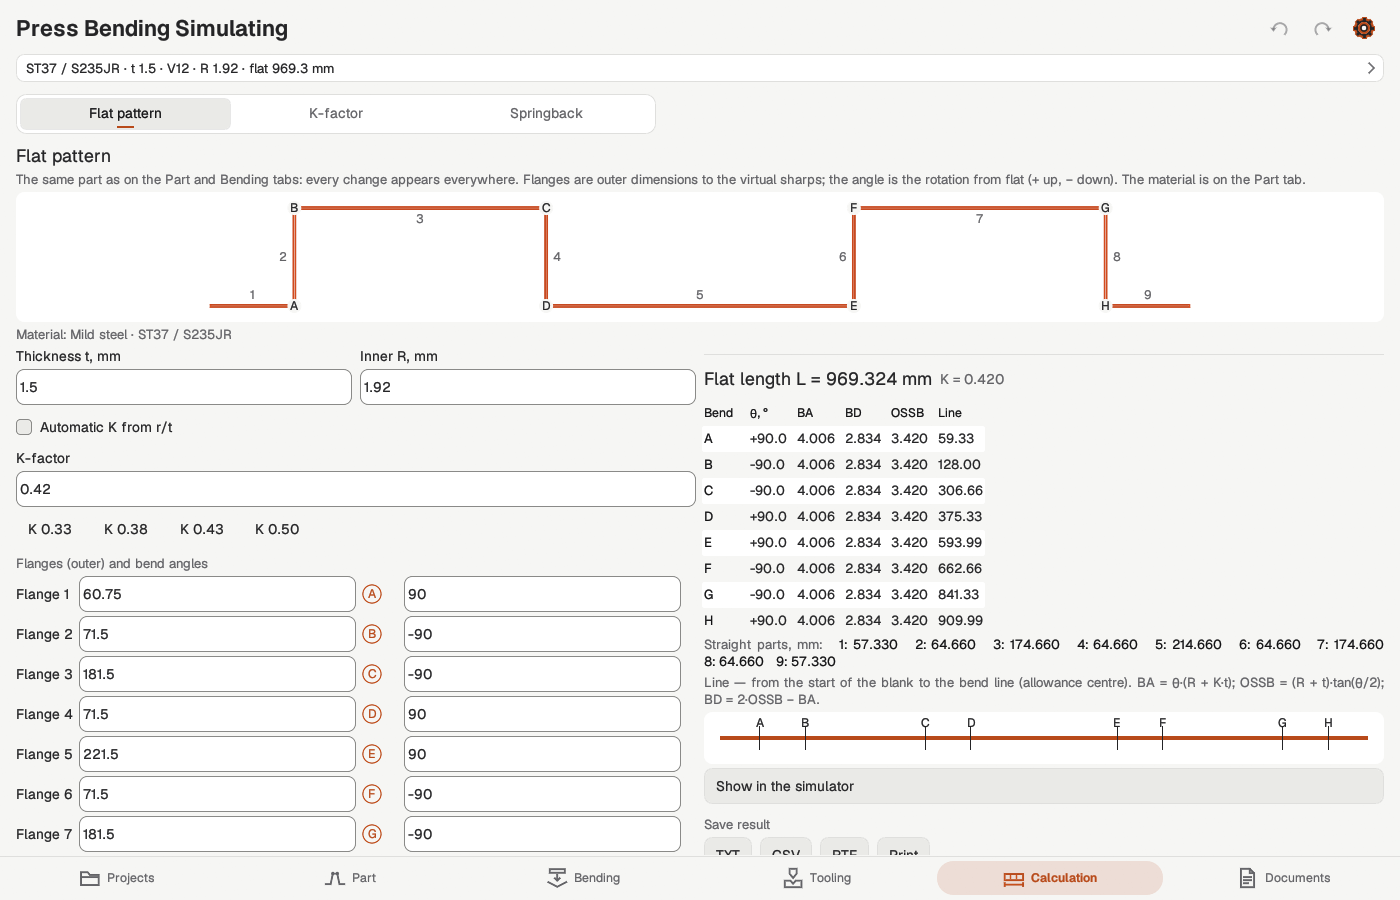 Press Bending Simulating
ST37 / S235JR · t 1.5 · V12 · R 1.92 · flat 969.3 mm
Flat pattern
K-factor
Springback
Flat pattern
The same part as on the Part and Bending tabs: every change appears everywhere. Flanges are outer dimensions to the virtual sharps; the angle is the rotation from flat (+ up, − down). The material is on the Part tab.
B C F G
3 7
2 4 6 8
1 5 9
A D E H
Material: Mild steel · ST37 / S235JR
Thickness t, mm
Inner R, mm
1.5
1.92
Automatic K from r/t
K-factor
0.42
K 0.33 K 0.38 K 0.43 K 0.50
Flanges (outer) and bend angles
Flange 1 60.75 A 90
Flange 2 71.5 B -90
Flange 3 181.5 C -90
Flange 4 71.5 D 90
Flange 5 221.5 E 90
Flange 6 71.5 F -90
Flange 7 181.5 G -90
Flat length L = 969.324 mm K = 0.420
Bend θ,° BA BD OSSB Line
A +90.0 4.006 2.834 3.420 59.33
B -90.0 4.006 2.834 3.420 128.00
C -90.0 4.006 2.834 3.420 306.66
D +90.0 4.006 2.834 3.420 375.33
E +90.0 4.006 2.834 3.420 593.99
F -90.0 4.006 2.834 3.420 662.66
G -90.0 4.006 2.834 3.420 841.33
H +90.0 4.006 2.834 3.420 909.99
Straight parts, mm: 1: 57.330 2: 64.660 3: 174.660 4: 64.660 5: 214.660 6: 64.660 7: 174.660
8: 64.660 9: 57.330
Line — from the start of the blank to the bend line (allowance centre). BA = θ·(R + K·t); OSSB = (R + t)·tan(θ/2);
BD = 2·OSSB − BA.
A B C D E F G H
Show in the simulator
Save result
TXT CSV RTF Print
Projects
Part
Bending
Tooling
Calculation
Documents